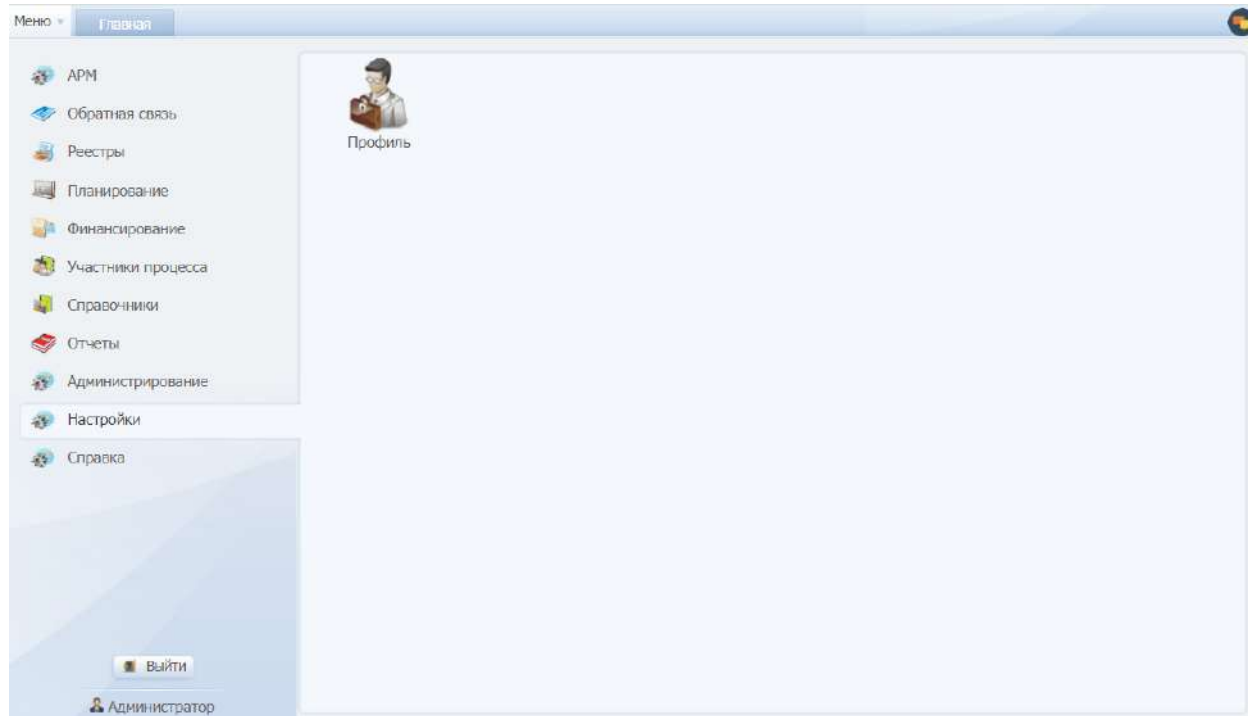 Меню
Главная
АРМ
Обратная связь
Реестры
Планирование
Финансирование
Участники процесса
Справочники
Отчеты
Администрирование
Настройки
Справка
Профиль
Выйти
Администратор